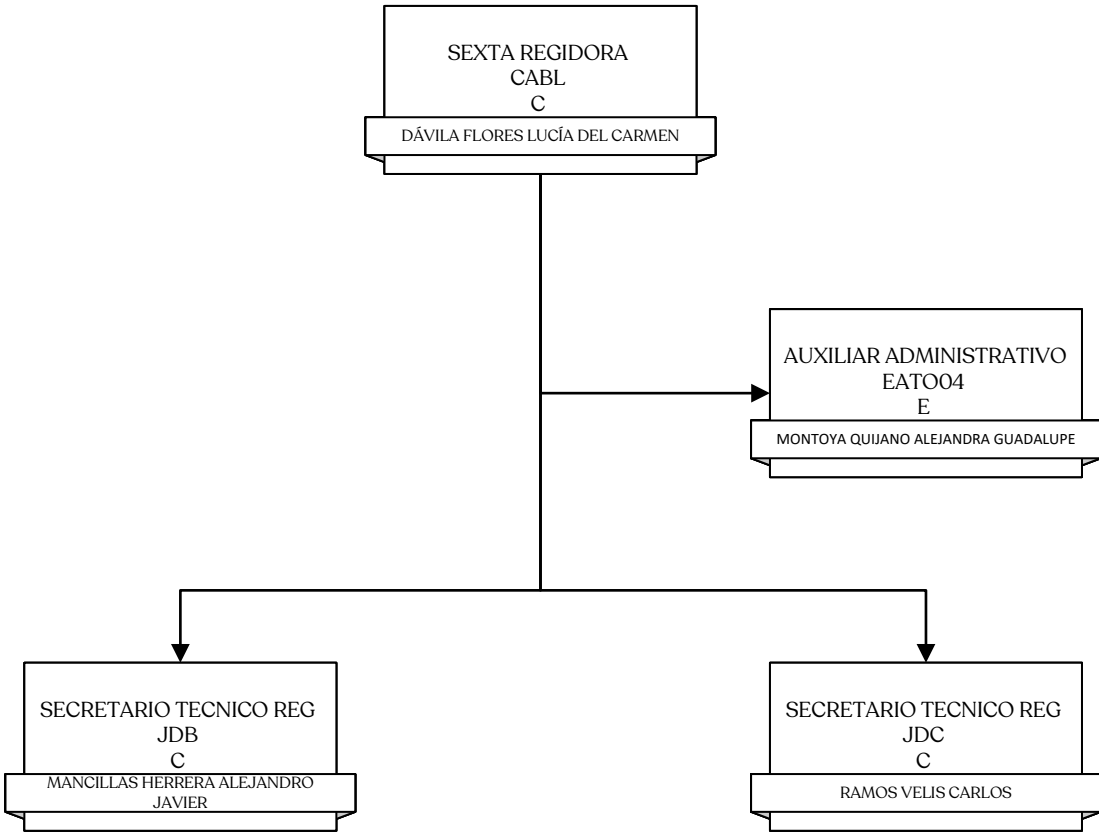 SEXTA REGIDORA
CABL
C
DÁVILA FLORES LUCÍA DEL CARMEN
AUXILIAR ADMINISTRATIVO
EATO04
E
MONTOYA QUIJANO ALEJANDRA GUADALUPE
SECRETARIO TECNICO REG
JDB
C
MANCILLAS HERRERA ALEJANDRO
JAVIER
SECRETARIO TECNICO REG
JDC
C
RAMOS VELIS CARLOS